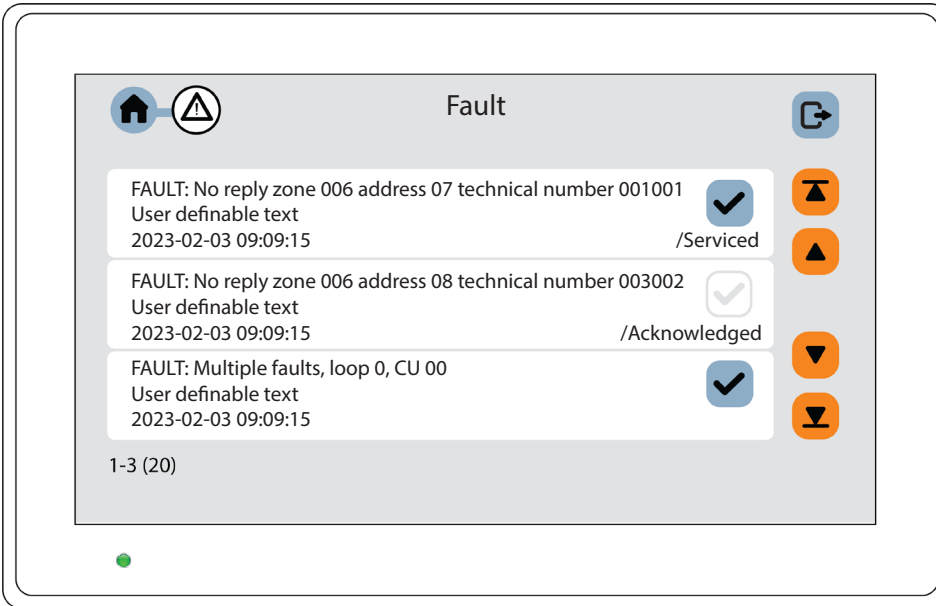 Fault
FAULT: No reply zone 006 address 07 technical number 001001
User definable text
2023-02-03 09:09:15 /Serviced
FAULT: No reply zone 006 address 08 technical number 003002
User definable text
2023-02-03 09:09:15 /Acknowledged
FAULT: Multiple faults, loop 0, CU 00
User definable text
2023-02-03 09:09:15
1-3 (20)